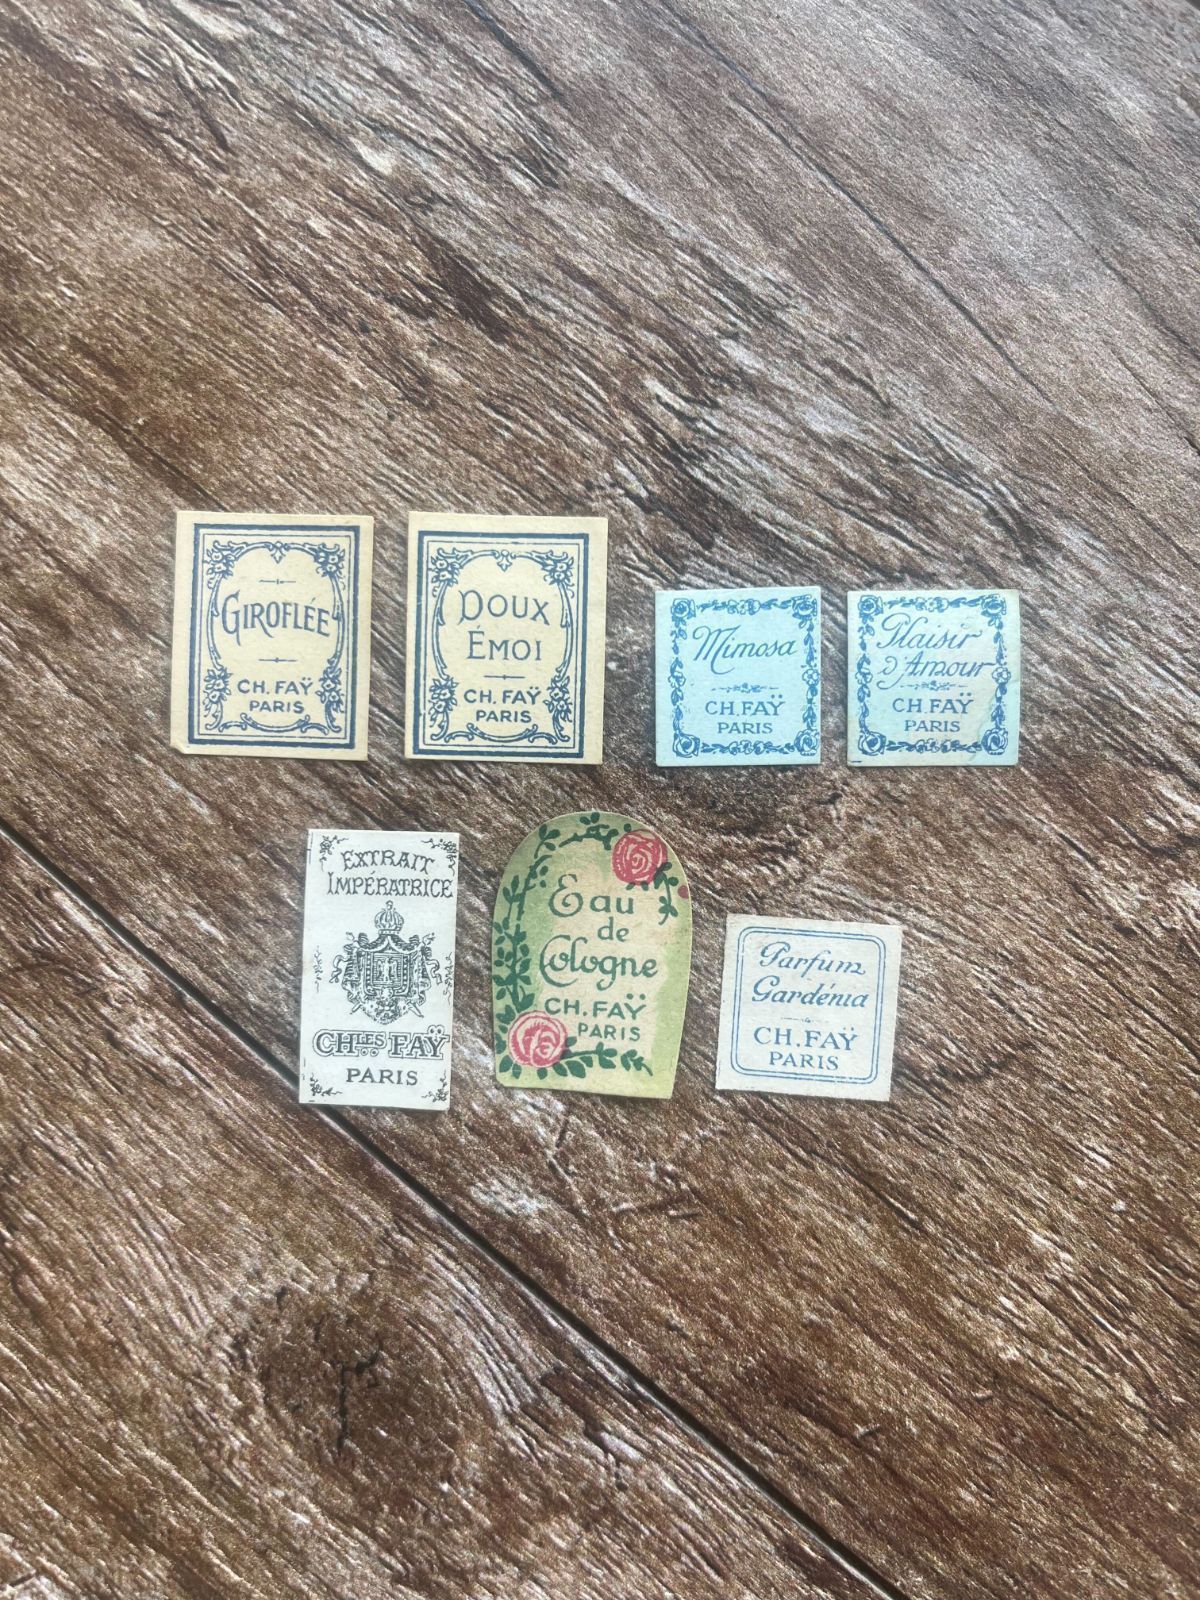 GIROFLÉE
CH. FAŸ
PARIS
DOUX
ÉMOI
CH. FAŸ
PARIS
Mimosa
CH. FAŸ
PARIS
Plaisir
d'Amour
CH. FAŸ
PARIS
EXTRAIT
IMPÉRATRICE
CHLES FAŸ
PARIS
Eau
de
Cologne
CH. FAŸ
PARIS
Parfum
Gardénia
CH. FAŸ
PARIS